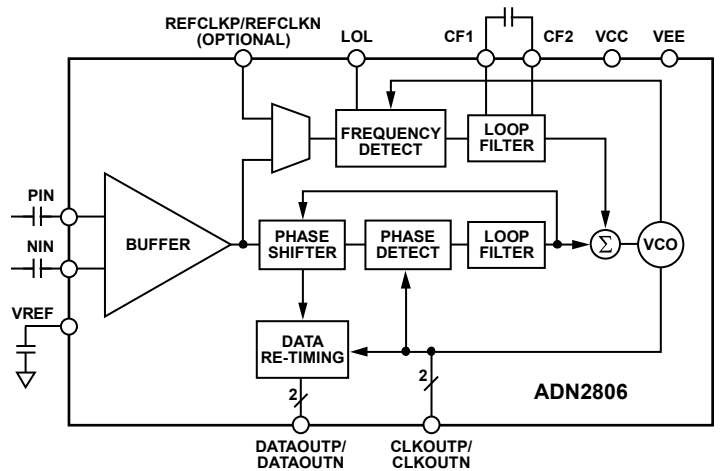 REFCLKP/REFCLKN
(OPTIONAL)
LOL
CF1
CF2
VCC
VEE
FREQUENCY
DETECT
LOOP
FILTER
PIN
NIN
VREF
BUFFER
PHASE
SHIFTER
PHASE
DETECT
LOOP
FILTER
Σ
VCO
DATA
RE-TIMING
2
2
ADN2806
DATAOUTP/
DATAOUTN
CLKOUTP/
CLKOUTN